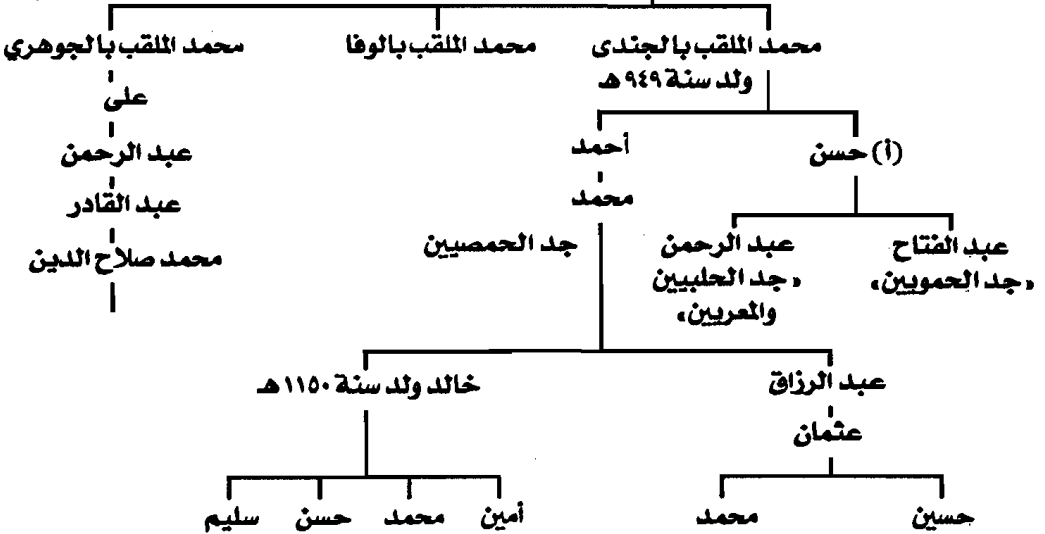 محمد الملقب بالجندى محمد الملقب بالوفا محمد الملقب بالجوهري
ولد سنة ٩٤٩ هـ
على
(أ) حسن أحمد عبد الرحمن
محمد عبد القادر
عبد الفتاح عبد الرحمن جد الحمصيين محمد صلاح الدين
«جد الحمويين» «جد الحلبيين
والمعريين»
عبد الرزاق خالد ولد سنة ١١٥٠ هـ
عثمان
حسين محمد أمين محمد حسن سليم